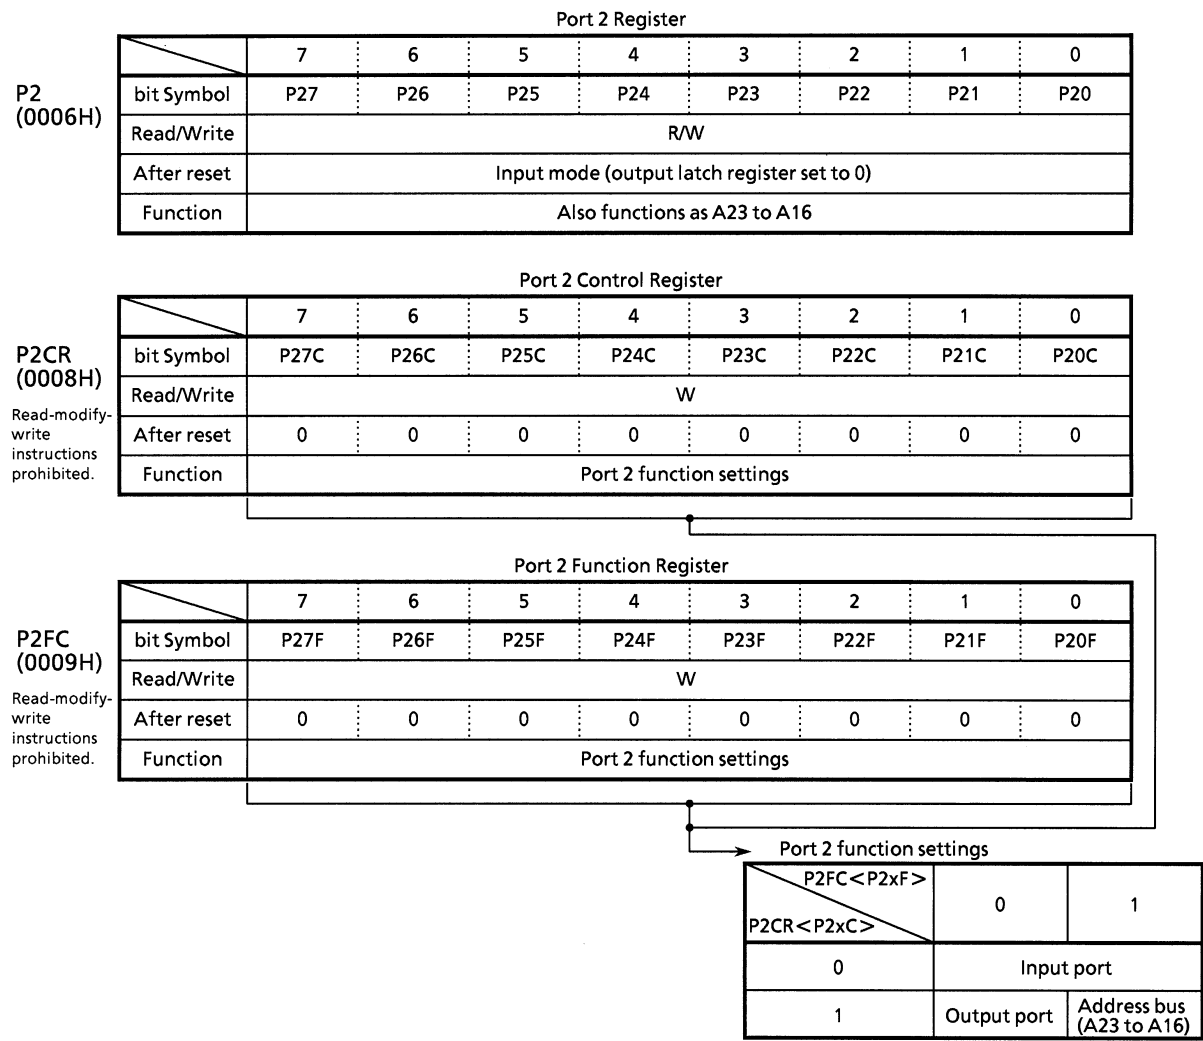 Port 2 Register
7 6 5 4 3 2 1 0
P2
(0006H)
bit Symbol P27 P26 P25 P24 P23 P22 P21 P20
Read/Write R/W
After reset Input mode (output latch register set to 0)
Function Also functions as A23 to A16
Port 2 Control Register
7 6 5 4 3 2 1 0
P2CR
(0008H)
Read-modify-
write
instructions
prohibited.
bit Symbol P27C P26C P25C P24C P23C P22C P21C P20C
Read/Write W
After reset 0 0 0 0 0 0 0 0
Function Port 2 function settings
Port 2 Function Register
7 6 5 4 3 2 1 0
P2FC
(0009H)
Read-modify-
write
instructions
prohibited.
bit Symbol P27F P26F P25F P24F P23F P22F P21F P20F
Read/Write W
After reset 0 0 0 0 0 0 0 0
Function Port 2 function settings
Port 2 function settings
P2FC<P2xF> 0 1
P2CR<P2xC>
0 Input port
1 Output port Address bus
(A23 to A16)